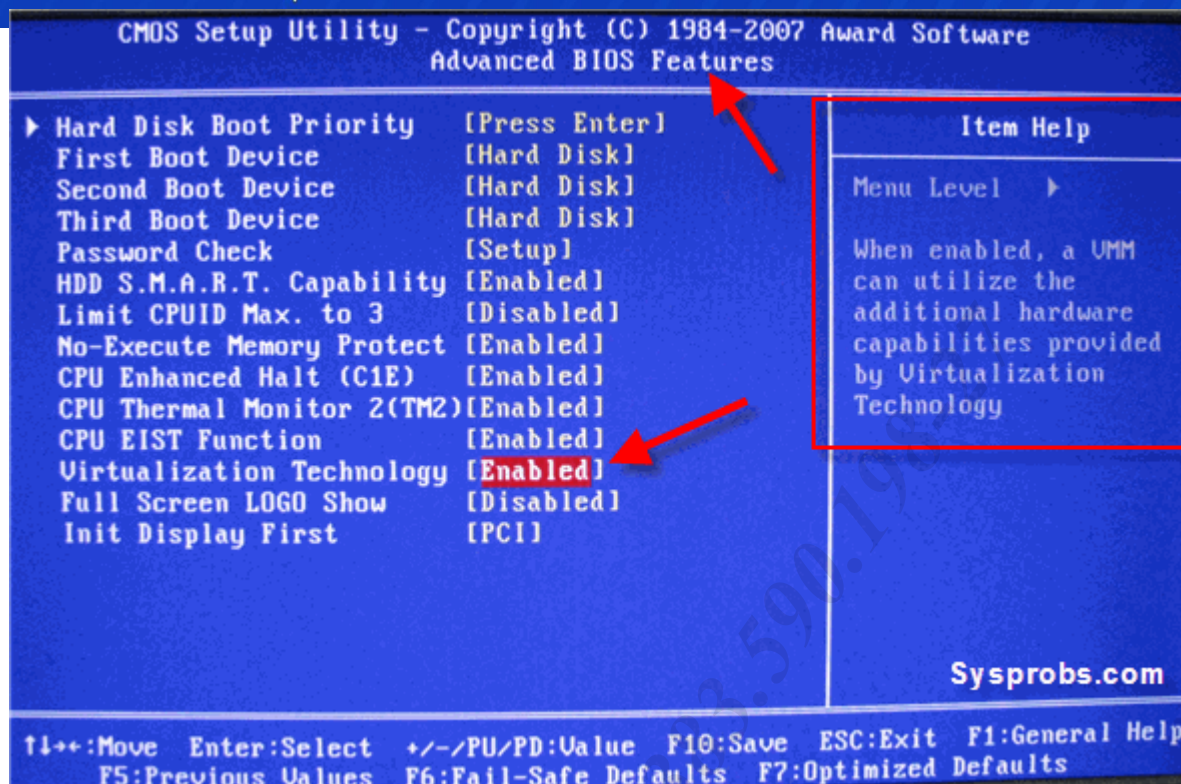 CMOS Setup Utility - Copyright (C) 1984-2007 Award Software
Advanced BIOS Features
Hard Disk Boot Priority [Press Enter]
First Boot Device [Hard Disk]
Second Boot Device [Hard Disk]
Third Boot Device [Hard Disk]
Password Check [Setup]
HDD S.M.A.R.T. Capability [Enabled]
Limit CPUID Max. to 3 [Disabled]
No-Execute Memory Protect [Enabled]
CPU Enhanced Halt (C1E) [Enabled]
CPU Thermal Monitor 2(TM2)[Enabled]
CPU EIST Function [Enabled]
Virtualization Technology [Enabled]
Full Screen LOGO Show [Disabled]
Init Display First [PCI]
Item Help
Menu Level
When enabled, a VMM
can utilize the
additional hardware
capabilities provided
by Virtualization
Technology
Sysprobs.com
↑↓→←:Move Enter:Select +/-/PU/PD:Value F10:Save ESC:Exit F1:General Help
F5:Previous Values F6:Fail-Safe Defaults F7:Optimized Defaults